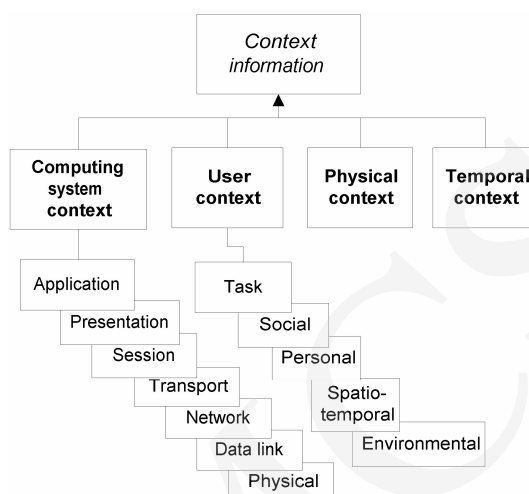 Context
information
Computing
system
context
User
context
Physical
context
Temporal
context
Application
Presentation
Session
Transport
Network
Data link
Physical
Task
Social
Personal
Spatio-
temporal
Environmental